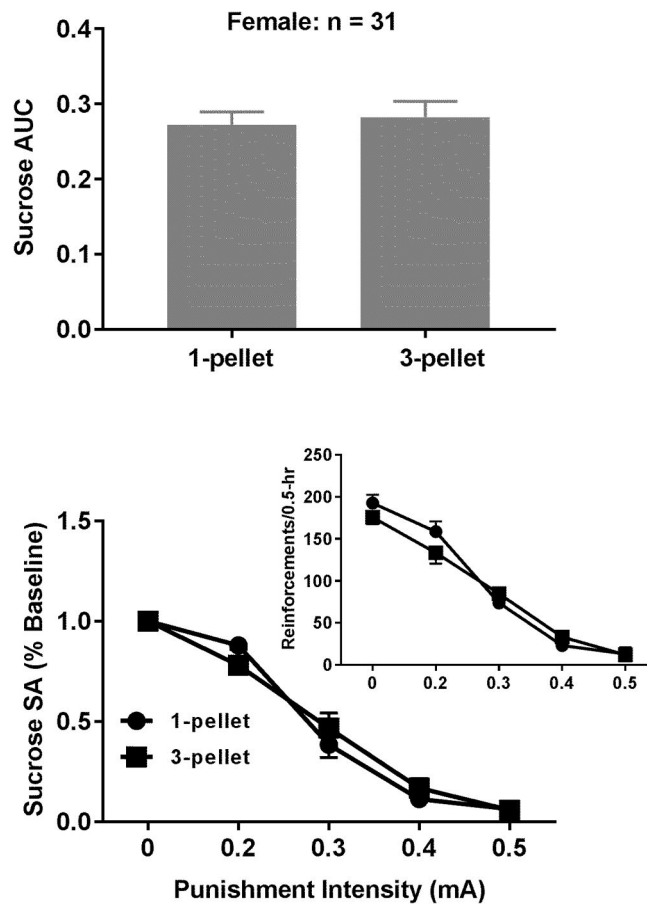 Female: n = 31
Sucrose AUC
0.4
0.3
0.2
0.1
0.0
1-pellet
3-pellet
Reinforcements/0.5-hr
250
200
150
100
50
0
0
0.2
0.3
0.4
0.5
Sucrose SA (% Baseline)
1.5
1.0
0.5
0.0
1-pellet
3-pellet
0
0.2
0.3
0.4
0.5
Punishment Intensity (mA)